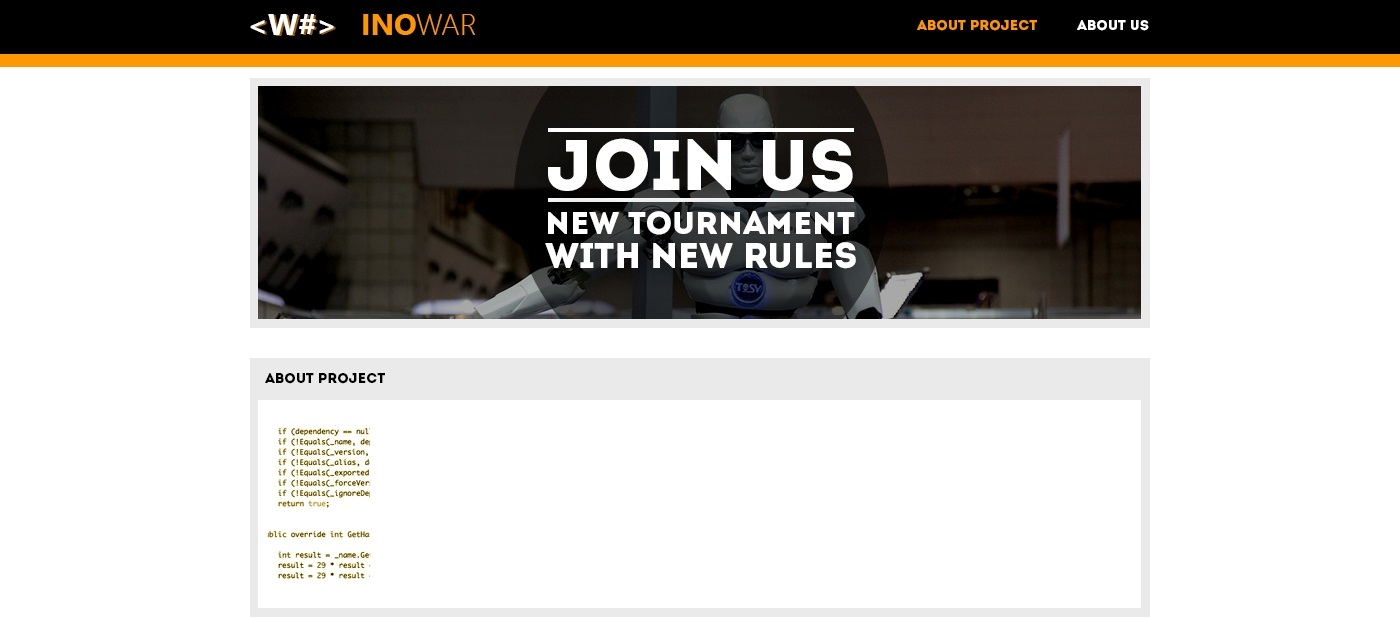 <W#> INOWAR ABOUT PROJECT ABOUT US
JOIN US
NEW TOURNAMENT
WITH NEW RULES
TOSY
ABOUT PROJECT
if (dependency == nul
if (!Equals(_name, dep
if (!Equals(_version,
if (!Equals(_alias, d
if (!Equals(_exported
if (!Equals(_forceVer
if (!Equals(_ignoreDep
return true;
blic override int GetHa
int result = _name.Ge
result = 29 * result
result = 29 * result